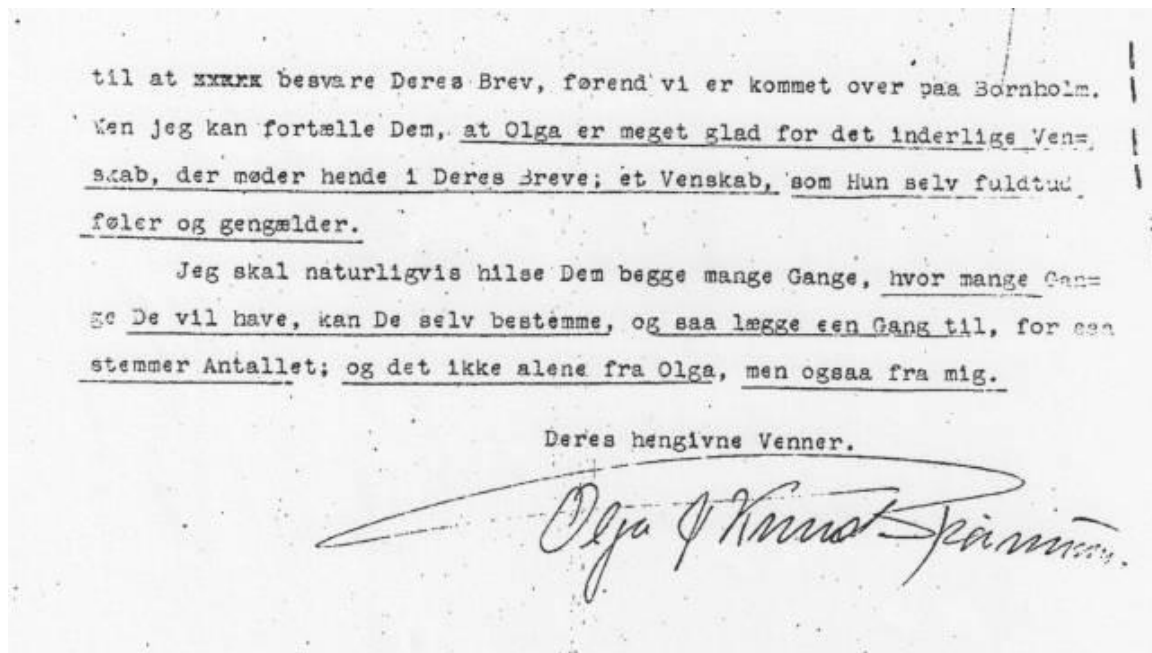 til at xxxxx besvare Deres Brev, førend vi er kommet over paa Bornholm.
Men jeg kan fortælle Dem, at Olga er meget glad for det inderlige Ven=
skab, der møder hende i Deres Breve; et Venskab, som Hun selv fuldtud
føler og gengælder.
Jeg skal naturligvis hilse Dem begge mange Gange, hvor mange Gan=
ge De vil have, kan De selv bestemme, og saa lægge een Gang til, for saa
stemmer Antallet; og det ikke alene fra Olga, men ogsaa fra mig.
Deres hengivne Venner.
Olga & Knud